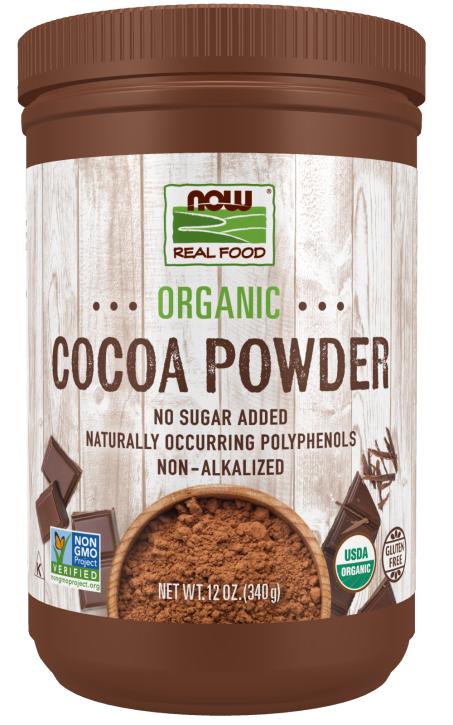 NOW®
REAL FOOD
ORGANIC
COCOA POWDER
NO SUGAR ADDED
NATURALLY OCCURRING POLYPHENOLS
NON-ALKALIZED
NON
GMO
Project
VERIFIED
nongmoproject.org
K
USDA
ORGANIC
GLUTEN
FREE
NET WT. 12 OZ. (340g)